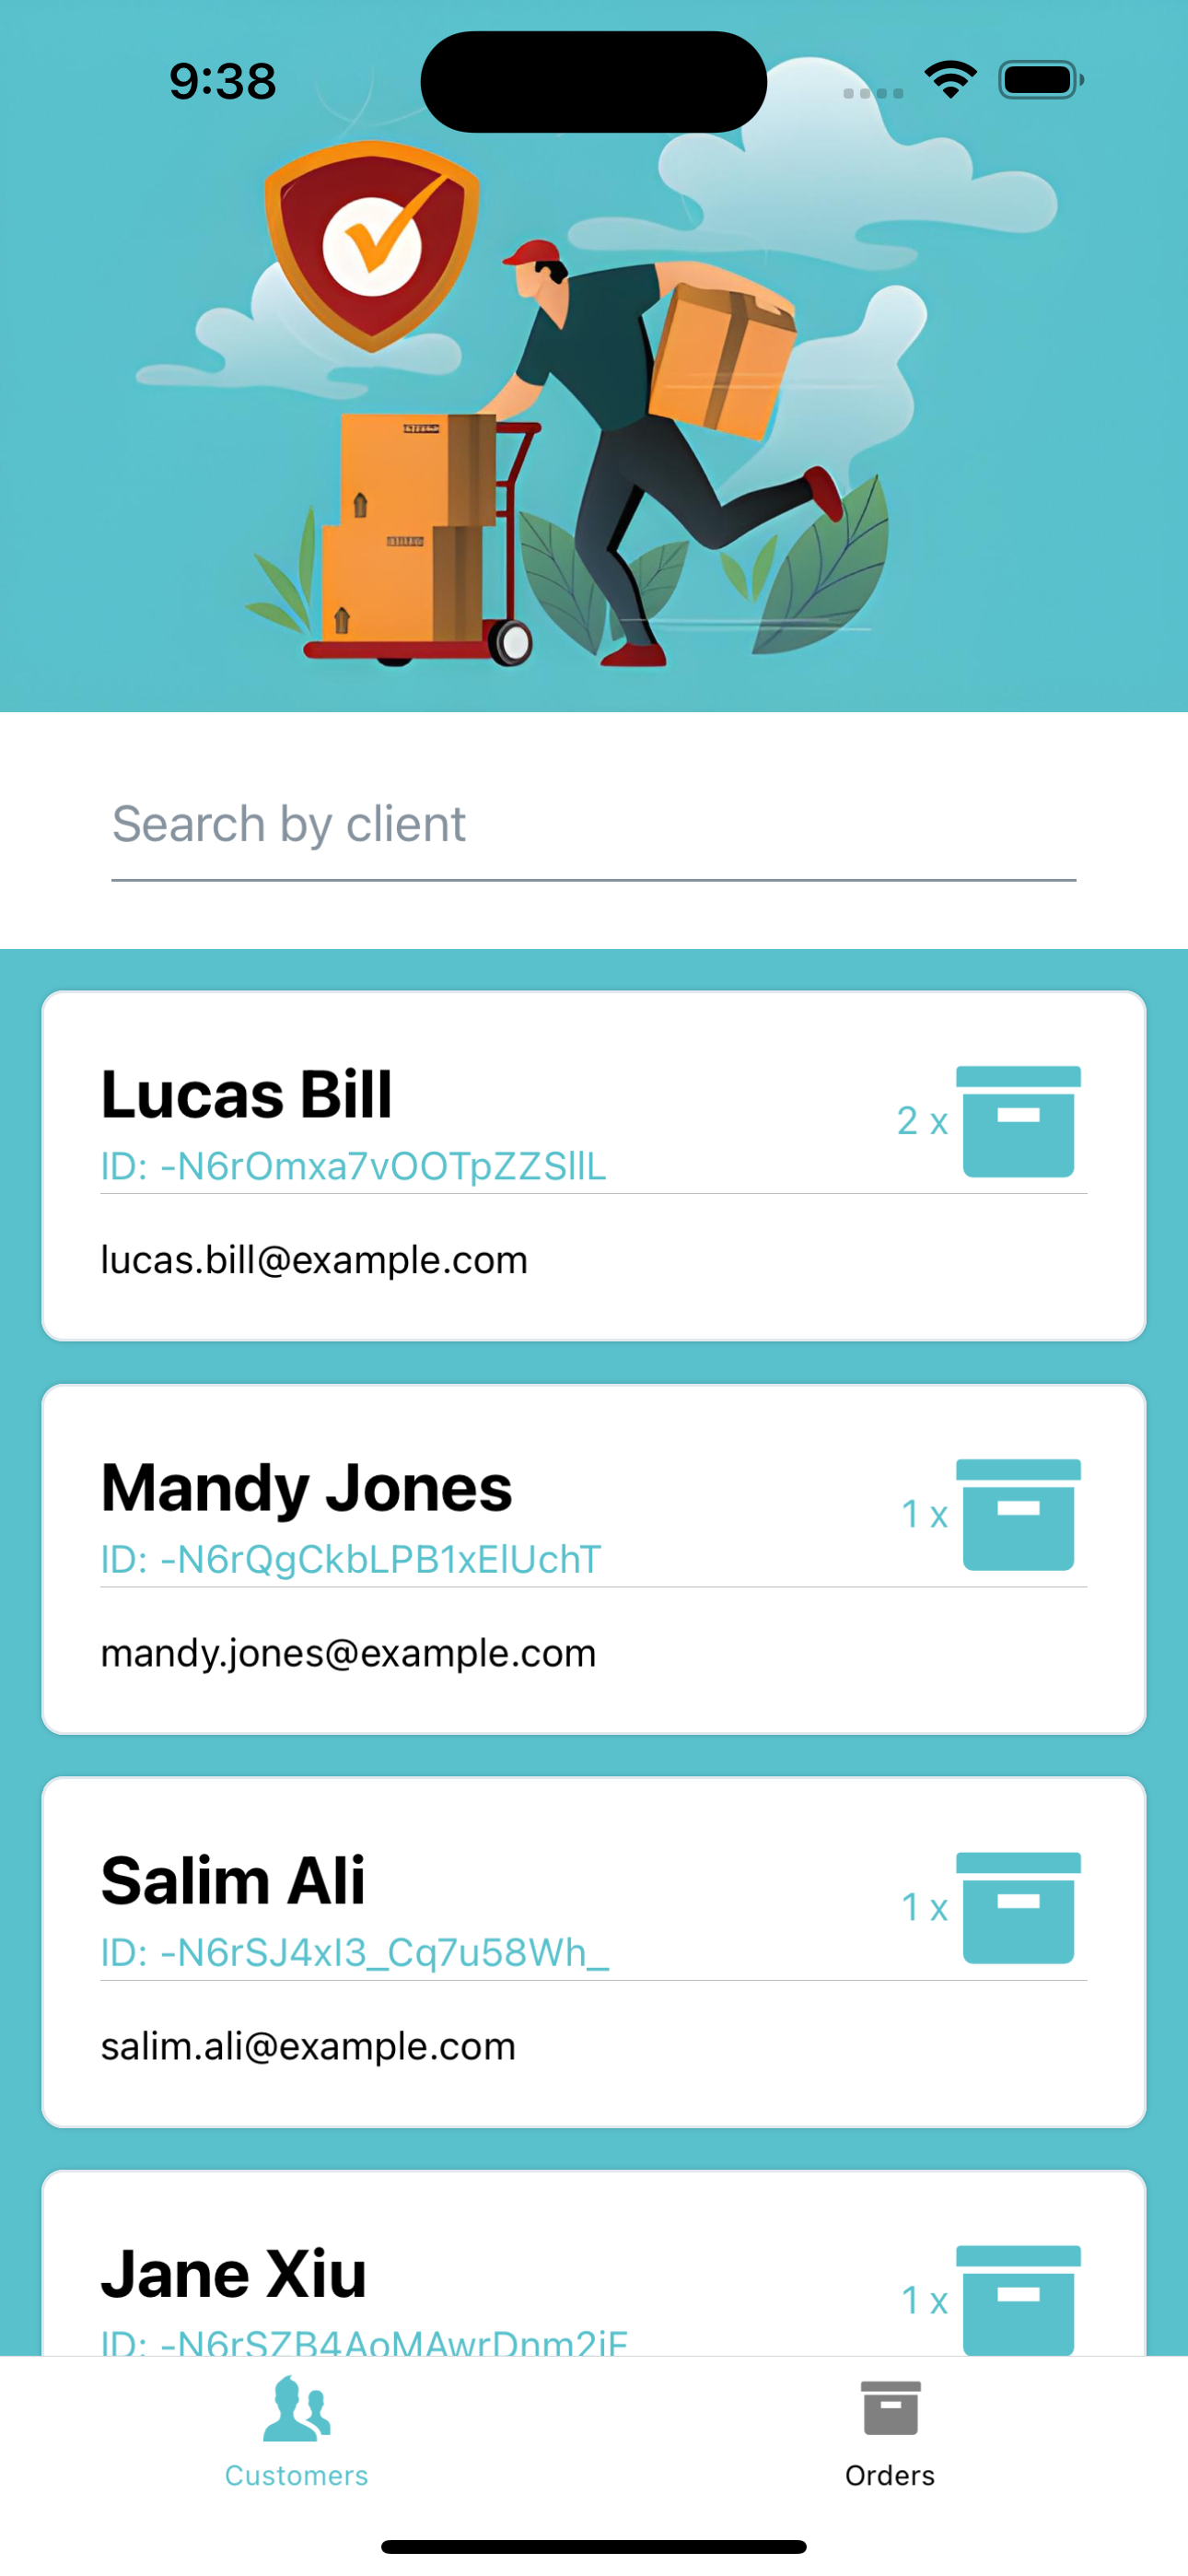 9:38
Search by client
Lucas Bill
2 x
ID: -N6rOmxa7vOOTpZZSllL
lucas.bill@example.com
Mandy Jones
1 x
ID: -N6rQgCkbLPB1xElUchT
mandy.jones@example.com
Salim Ali
1 x
ID: -N6rSJ4xI3_Cq7u58Wh_
salim.ali@example.com
Jane Xiu
1 x
ID: -N6rSZB4AoMAwrDnm2iF
Customers
Orders